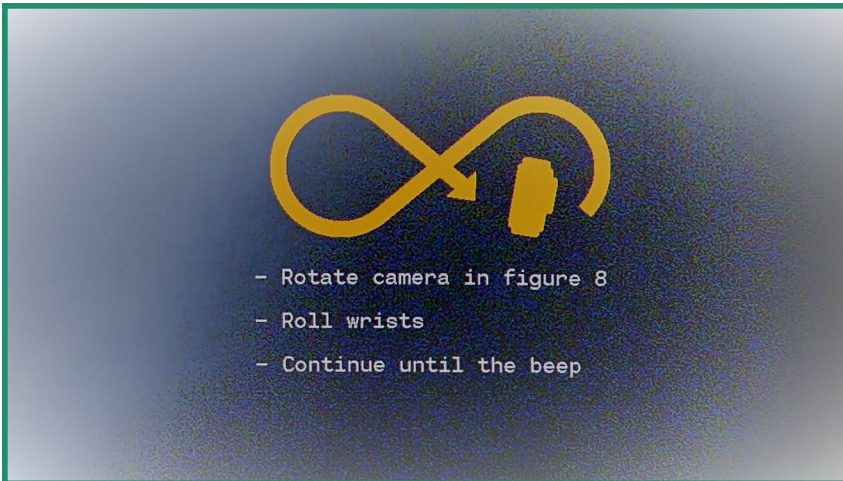 - Rotate camera in figure 8
- Roll wrists
- Continue until the beep